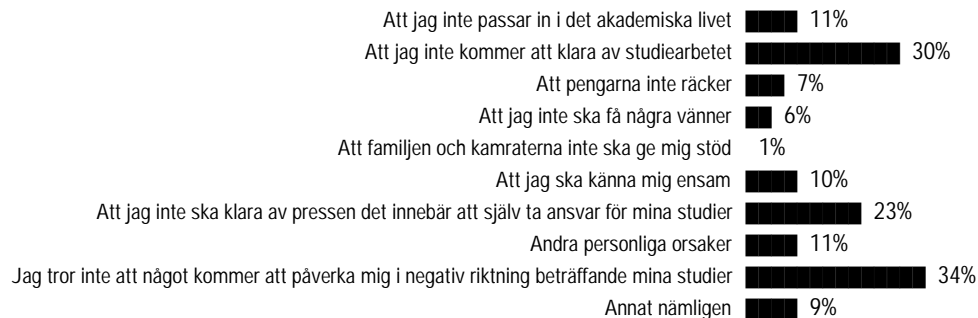 Att jag inte passar in i det akademiska livet 11%
Att jag inte kommer att klara av studiearbetet 30%
Att pengarna inte räcker 7%
Att jag inte ska få några vänner 6%
Att familjen och kamraterna inte ska ge mig stöd 1%
Att jag ska känna mig ensam 10%
Att jag inte ska klara av pressen det innebär att själv ta ansvar för mina studier 23%
Andra personliga orsaker 11%
Jag tror inte att något kommer att påverka mig i negativ riktning beträffande mina studier 34%
Annat nämligen 9%